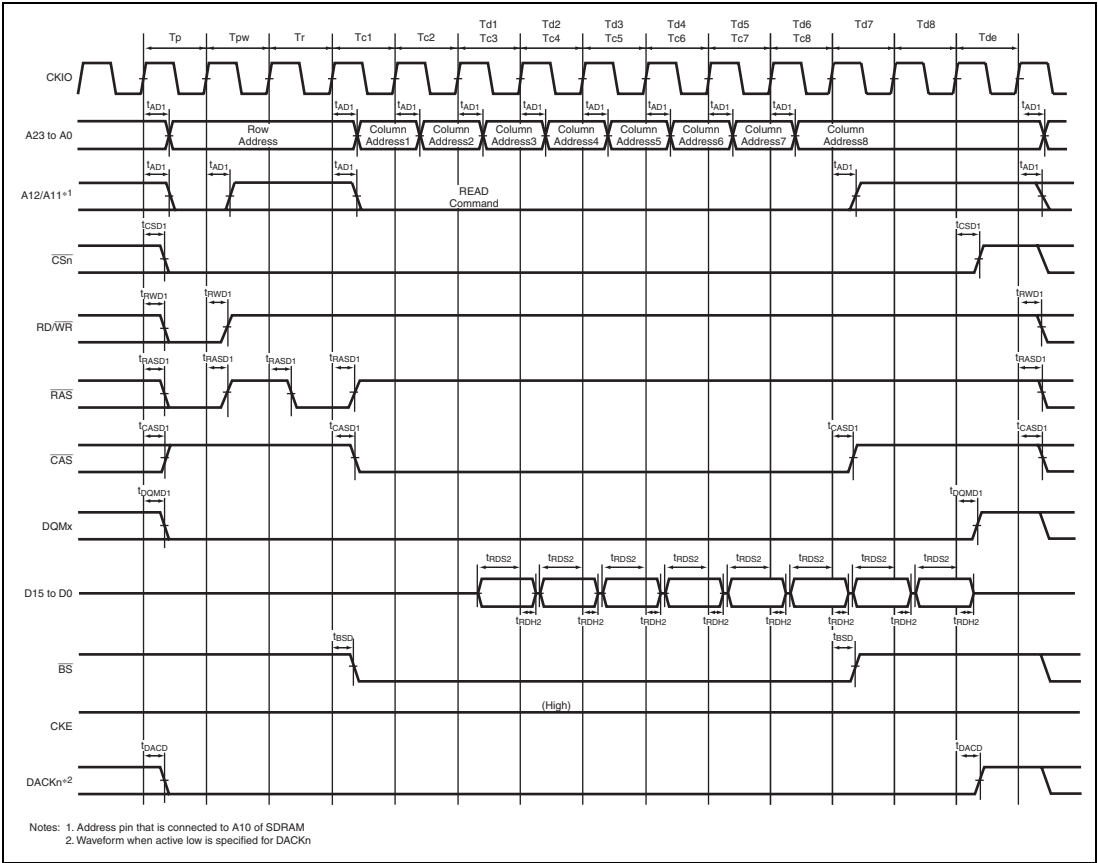 Td1 Td2 Td3 Td4 Td5 Td6 Td7 Td8
Tp Tpw Tr Tc1 Tc2 Tc3 Tc4 Tc5 Tc6 Tc7 Tc8 Tde
CKIO
tAD1 tAD1 tAD1 tAD1 tAD1 tAD1 tAD1 tAD1 tAD1 tAD1
A23 to A0
Row Address
Column Address1
Column Address2
Column Address3
Column Address4
Column Address5
Column Address6
Column Address7
Column Address8
tAD1 tAD1 tAD1 tAD1 tAD1
A12/A11*1
READ
Command
tCSD1 tCSD1
CSn
tRWD1 tRWD1 tRWD1
RD/WR
tRASD1 tRASD1 tRASD1 tRASD1 tRASD1
RAS
tCASD1 tCASD1 tCASD1 tCASD1
CAS
tDQMD1 tDQMD1
DQMx
tRDS2 tRDS2 tRDS2 tRDS2 tRDS2 tRDS2 tRDS2 tRDS2
D15 to D0
tRDH2 tRDH2 tRDH2 tRDH2 tRDH2 tRDH2 tRDH2 tRDH2
tBSD tBSD
BS
(High)
CKE
tDACD tDACD
DACKn*2
Notes: 1. Address pin that is connected to A10 of SDRAM
2. Waveform when active low is specified for DACKn